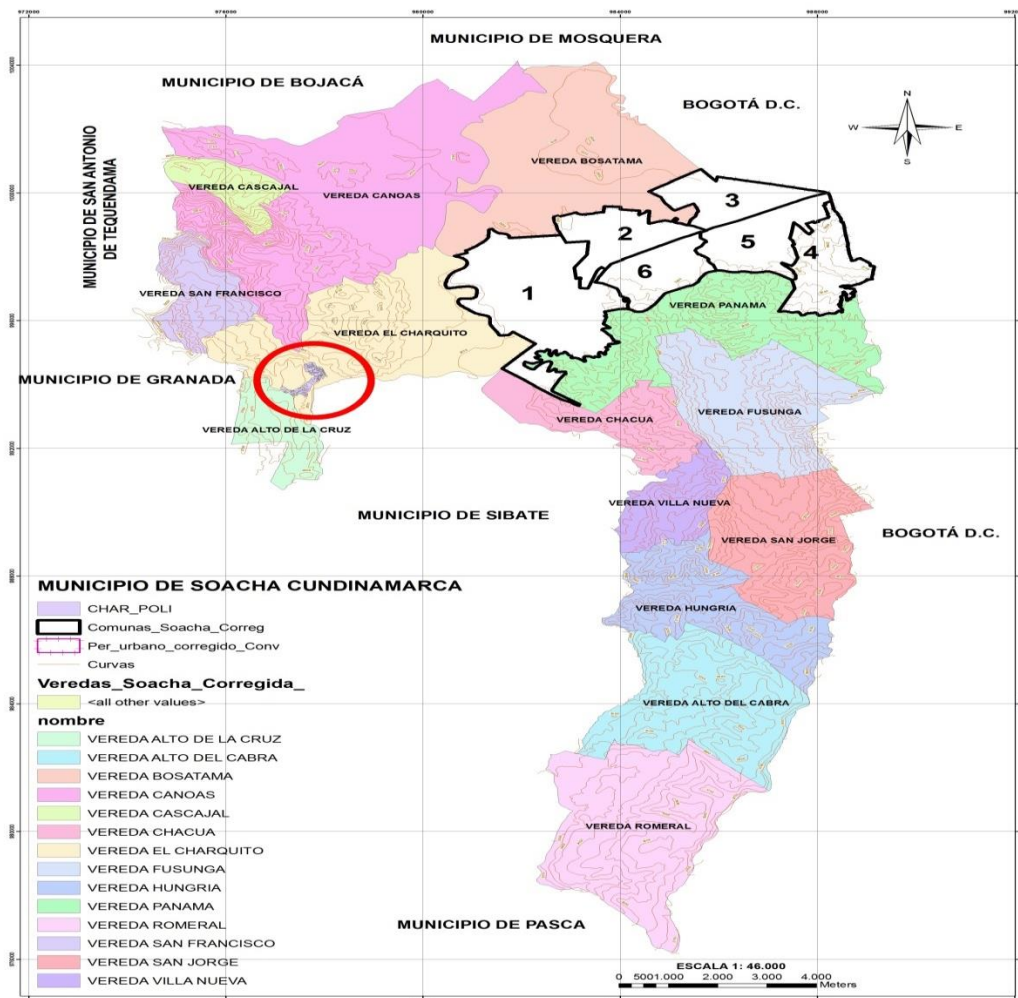 MUNICIPIO DE MOSQUERA
MUNICIPIO DE BOJACÁ
BOGOTÁ D.C.
N
W
E
S
MUNICIPIO DE SAN ANTONIO
DE TEQUENDAMA
VEREDA BOSATAMA
VEREDA CASCAJAL
VEREDA CANOAS
3
2
5
4
6
1
VEREDA SAN FRANCISCO
VEREDA PANAMA
VEREDA EL CHARQUITO
MUNICIPIO DE GRANADA
VEREDA ALTO DE LA CRUZ
VEREDA CHACUA
VEREDA FUSUNGA
VEREDA VILLA NUEVA
MUNICIPIO DE SIBATE
VEREDA SAN JORGE
BOGOTÁ D.C.
VEREDA HUNGRIA
VEREDA ALTO DEL CABRA
VEREDA ROMERAL
MUNICIPIO DE PASCA
MUNICIPIO DE SOACHA CUNDINAMARCA
CHAR_POLI
Comunas_Soacha_Correg
Per_urbano_corregido_Conv
Curvas
Veredas_Soacha_Corregida_
<all other values>
nombre
VEREDA ALTO DE LA CRUZ
VEREDA ALTO DEL CABRA
VEREDA BOSATAMA
VEREDA CANOAS
VEREDA CASCAJAL
VEREDA CHACUA
VEREDA EL CHARQUITO
VEREDA FUSUNGA
VEREDA HUNGRIA
VEREDA PANAMA
VEREDA ROMERAL
VEREDA SAN FRANCISCO
VEREDA SAN JORGE
VEREDA VILLA NUEVA
ESCALA 1: 46.000
0 5001.000 2.000 3.000 4.000
Meters